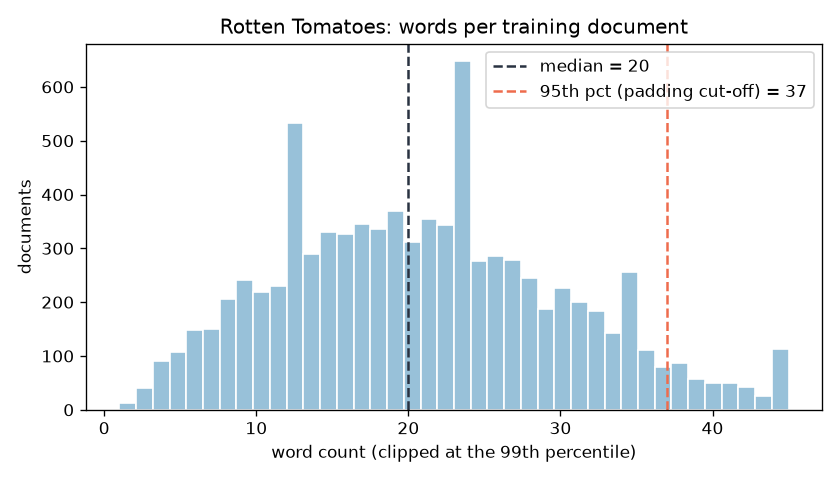 Rotten Tomatoes: words per training document
median = 20
95th pct (padding cut-off) = 37
documents
600
500
400
300
200
100
0
0 10 20 30 40
word count (clipped at the 99th percentile)